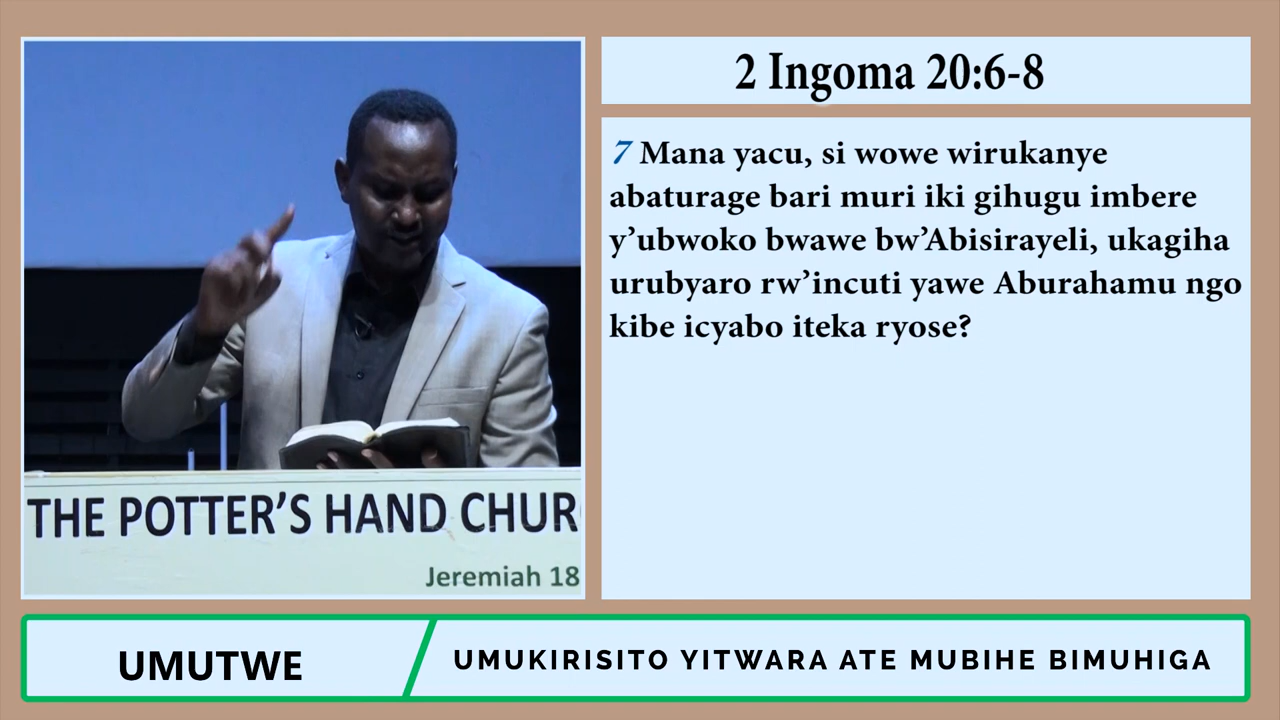 2 Ingoma 20:6-8
7 Mana yacu, si wowe wirukanye
abaturage bari muri iki gihugu imbere
y’ubwoko bwawe bw’Abisirayeli, ukagiha
urubyaro rw’incuti yawe Aburahamu ngo
kibe icyabo iteka ryose?
THE POTTER’S HAND CHUR
Jeremiah 18
UMUTWE
UMUKIRISITO YITWARA ATE MUBIHE BIMUHIGA